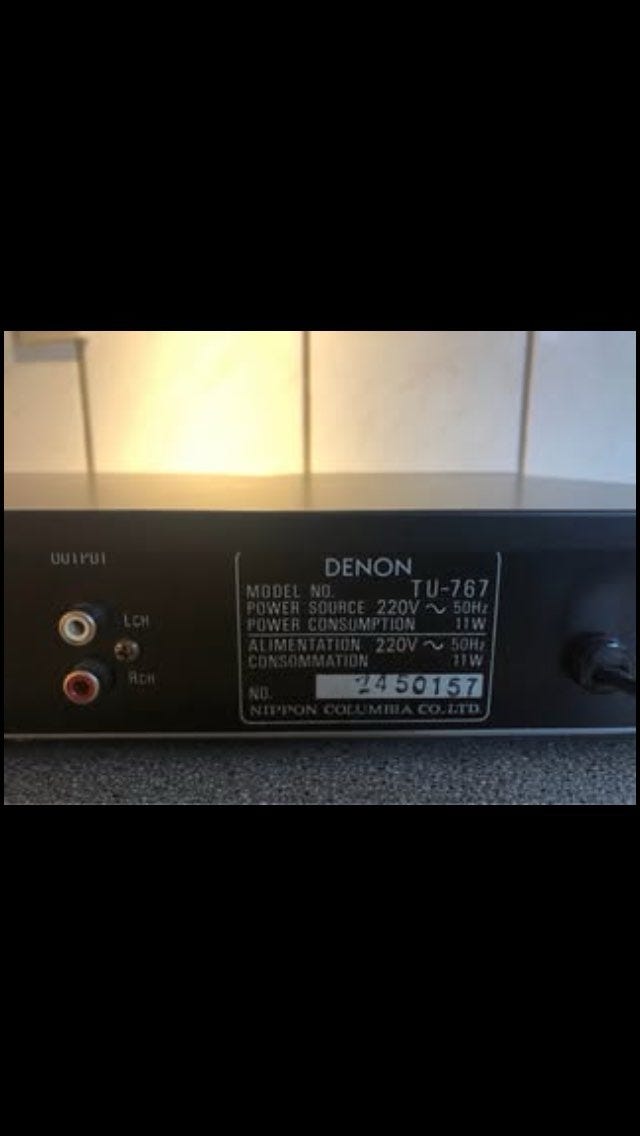 OUTPUT
LCH
RCH
DENON
MODEL NO. TU-767
POWER SOURCE 220V ～ 50Hz
POWER CONSUMPTION 11W
ALIMENTATION 220V ～ 50Hz
CONSOMMATION 11W
NO. 2450157
NIPPON COLUMBIA CO.,LTD.